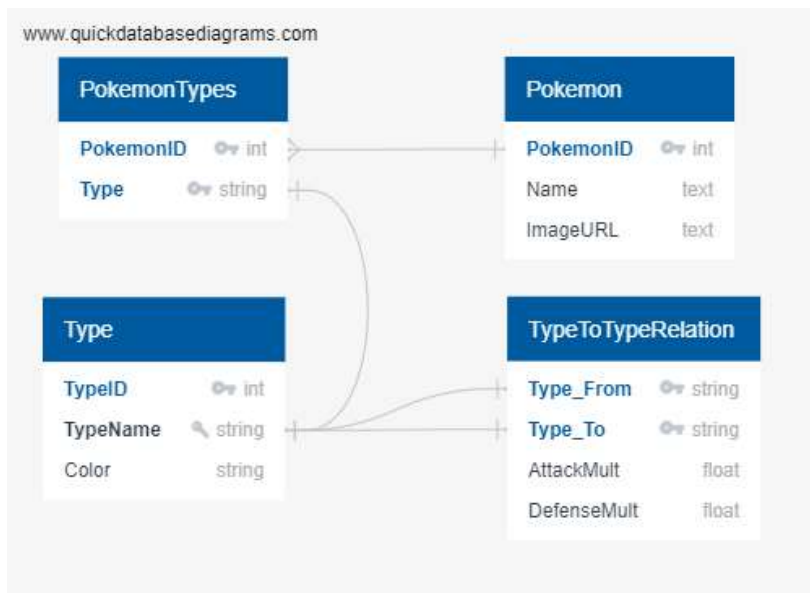 www.quickdatabasediagrams.com
PokemonTypes
PokemonID int
Type string
Pokemon
PokemonID int
Name text
ImageURL text
Type
TypeID int
TypeName string
Color string
TypeToTypeRelation
Type_From string
Type_To string
AttackMult float
DefenseMult float